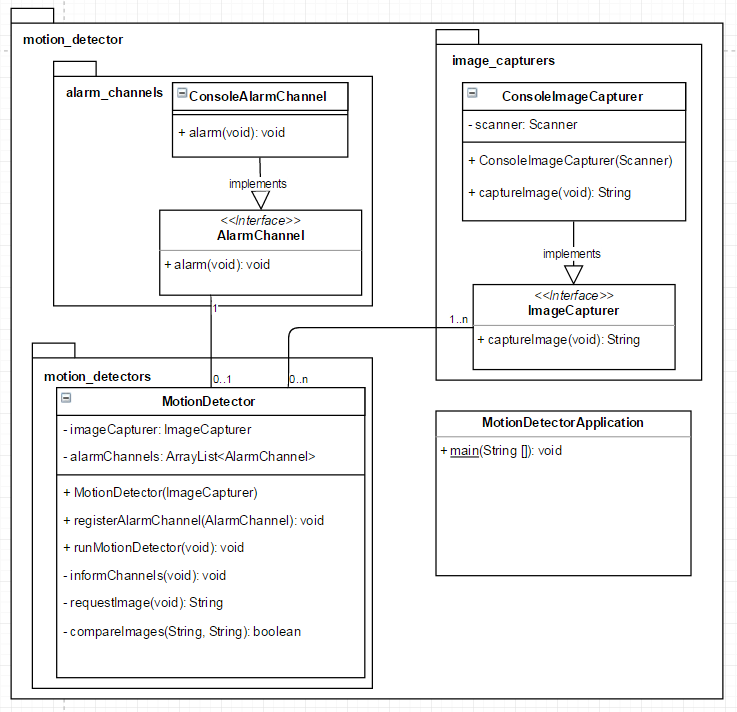 motion_detector
alarm_channels
ConsoleAlarmChannel
+ alarm(void): void
implements
<<Interface>>
AlarmChannel
+ alarm(void): void
1
0..1
image_capturers
ConsoleImageCapturer
- scanner: Scanner
+ ConsoleImageCapturer(Scanner)
+ captureImage(void): String
implements
<<Interface>>
ImageCapturer
+ captureImage(void): String
1..n
0..n
motion_detectors
MotionDetector
- imageCapturer: ImageCapturer
- alarmChannels: ArrayList<AlarmChannel>
+ MotionDetector(ImageCapturer)
+ registerAlarmChannel(AlarmChannel): void
+ runMotionDetector(void): void
- informChannels(void): void
- requestImage(void): String
- compareImages(String, String): boolean
MotionDetectorApplication
+ main(String []): void